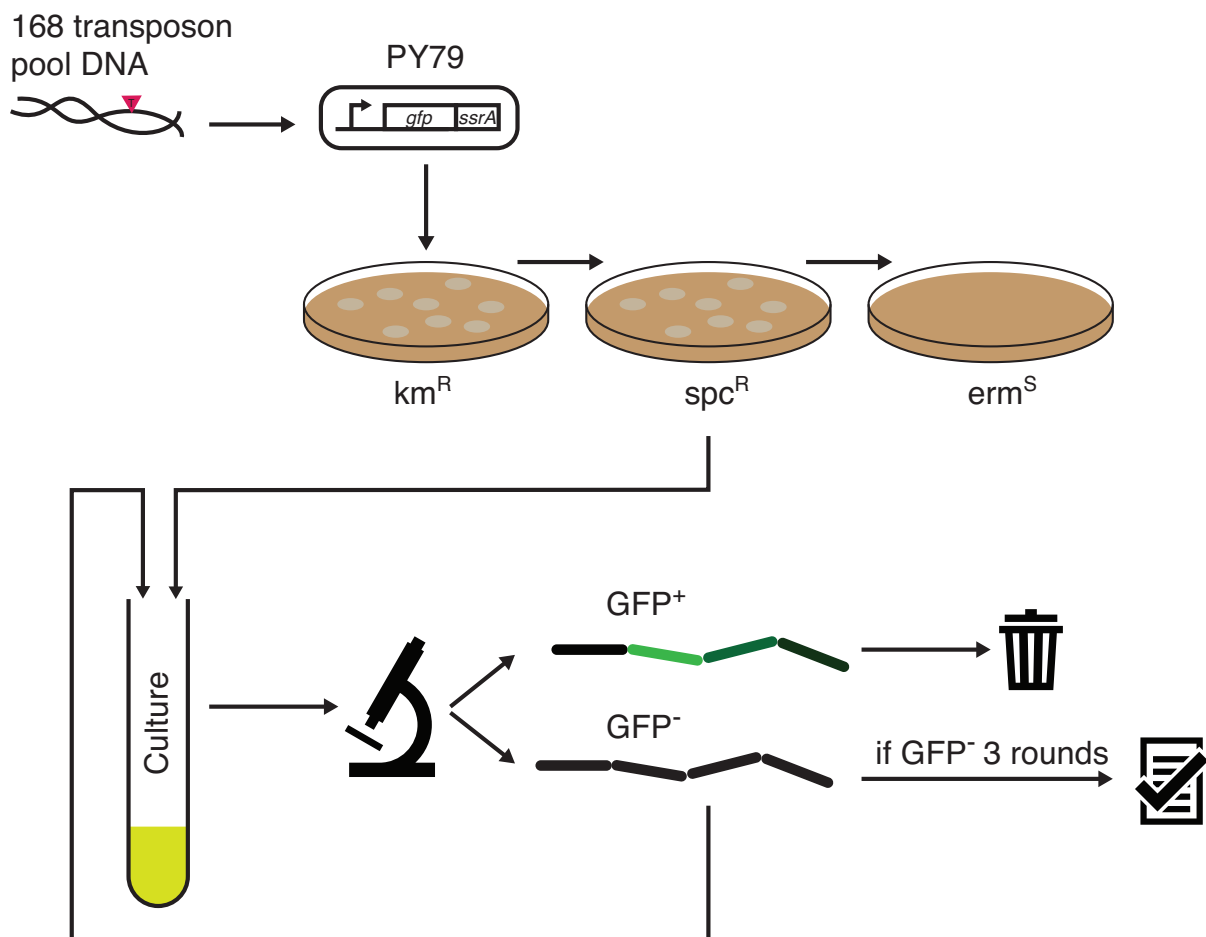 168 transposon
pool DNA
T
PY79
gfp
ssrA
km^R
spc^R
erm^S
Culture
GFP^+
GFP^-
if GFP^- 3 rounds